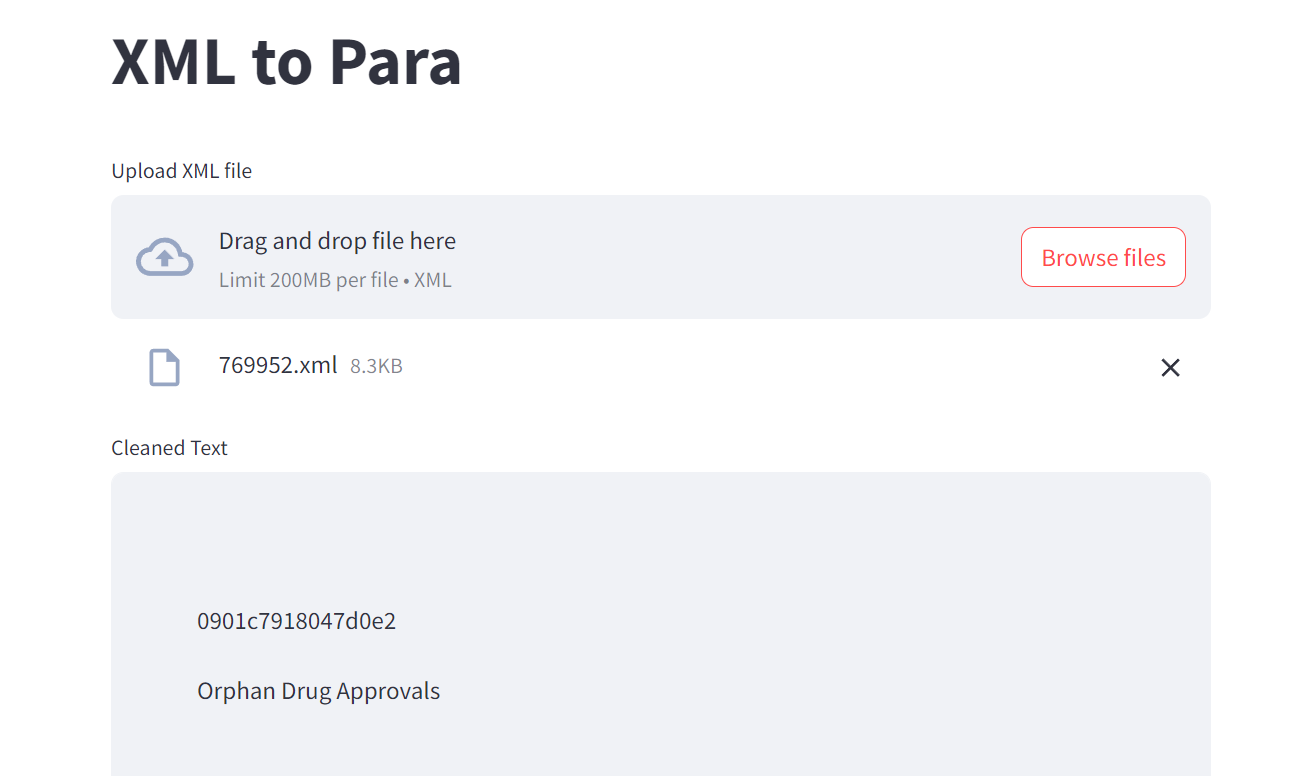 XML to Para
Upload XML file
Drag and drop file here
Limit 200MB per file • XML
Browse files
769952.xml 8.3KB
Cleaned Text
0901c7918047d0e2
Orphan Drug Approvals